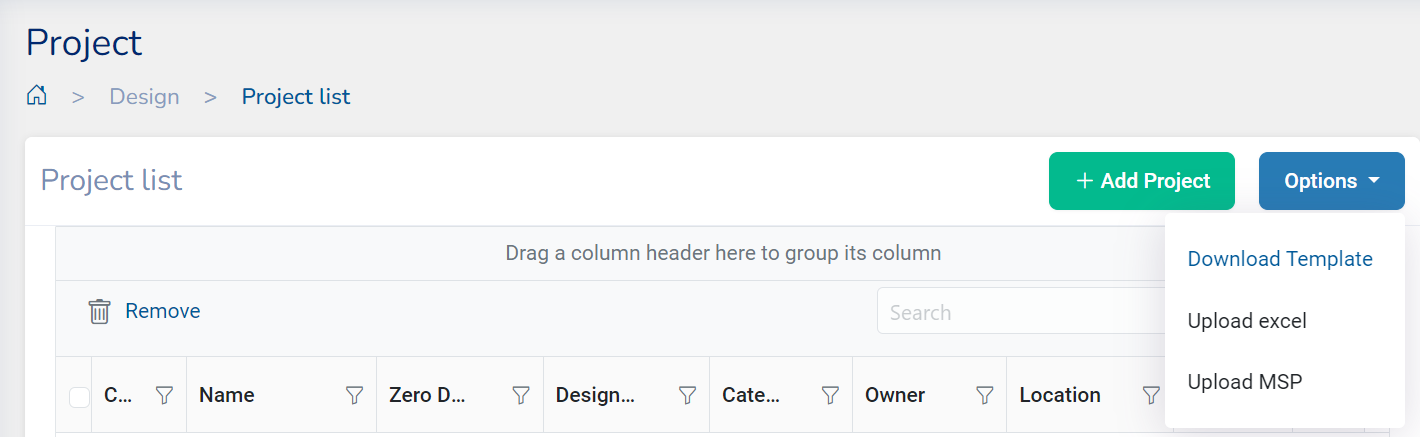 Project
> Design > Project list
Project list
+ Add Project Options
Drag a column header here to group its column
Download Template
Remove Search
Upload excel
Upload MSP
C... Name Zero D... Design... Cate... Owner Location